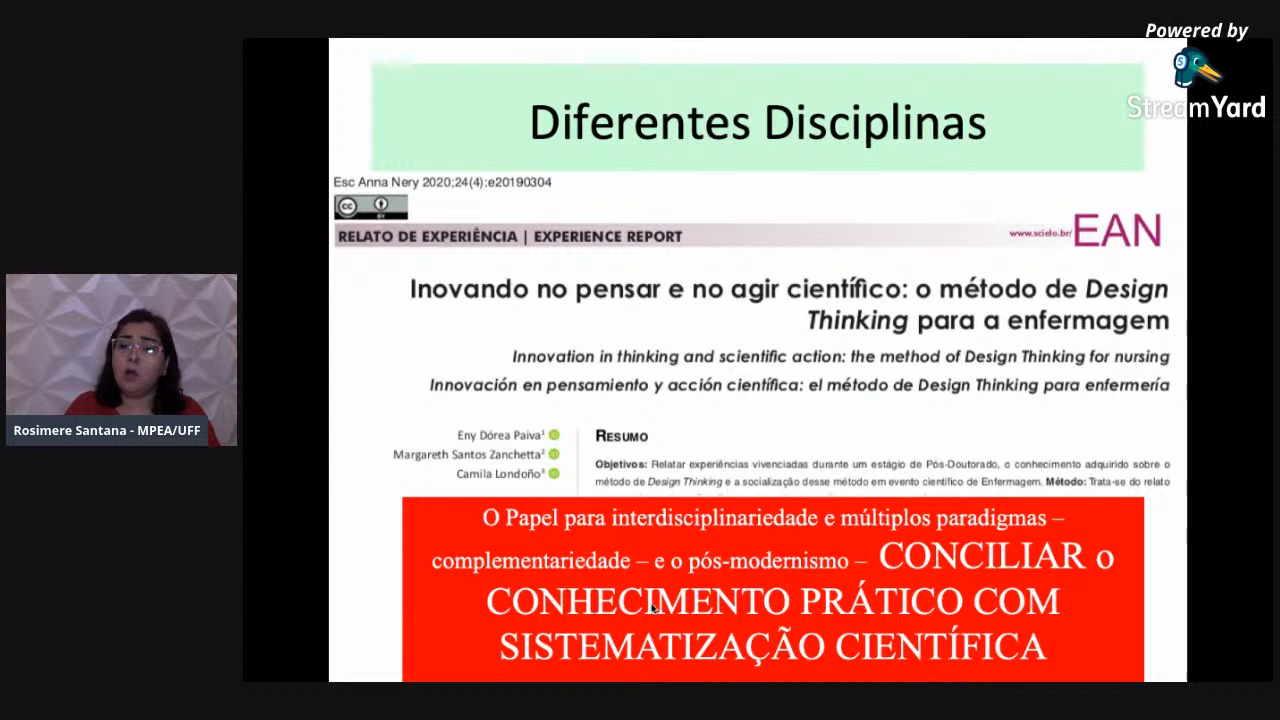 Powered by
StreamYard
Diferentes Disciplinas
Esc Anna Nery 2020;24(4):e20190304
cc
BY
RELATO DE EXPERIÊNCIA | EXPERIENCE REPORT
www.scielo.br/
EAN
Inovando no pensar e no agir científico: o método de Design
Thinking para a enfermagem
Innovation in thinking and scientific action: the method of Design Thinking for nursing
Innovación en pensamiento y acción científica: el método de Design Thinking para enfermería
Eny Dórea Paiva¹
Margareth Santos Zanchetta²
Camila Londoño³
RESUMO
Objetivos: Relatar experiências vivenciadas durante um estágio de Pós-Doutorado, o conhecimento adquirido sobre o
método de Design Thinking e a socialização desse método em evento científico de Enfermagem. Método: Trata-se do relato
O Papel para interdisciplinariedade e múltiplos paradigmas –
complementariedade – e o pós-modernismo – CONCILIAR o
CONHECIMENTO PRÁTICO COM
SISTEMATIZAÇÃO CIENTÍFICA
Rosimere Santana - MPEA/UFF